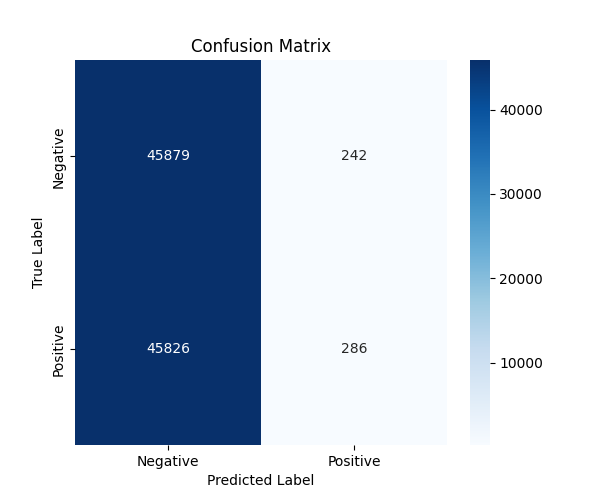 Confusion Matrix
True Label
Negative
45879 242
Positive
45826 286
Negative Positive
Predicted Label
40000
30000
20000
10000